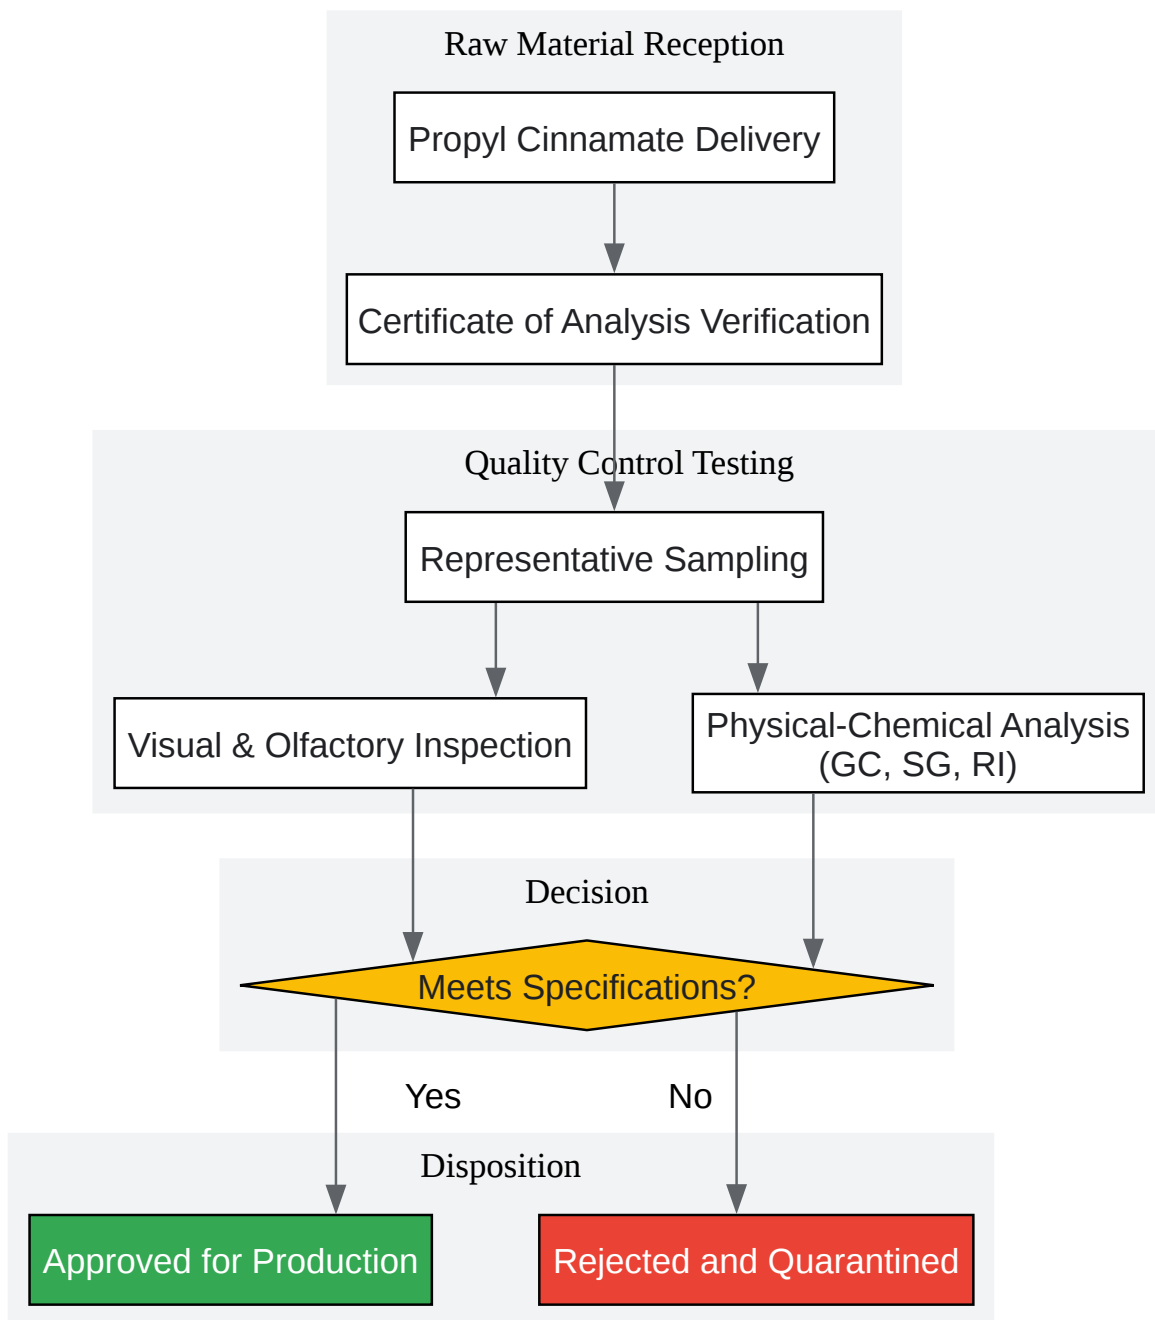 Raw Material Reception
Propyl Cinnamate Delivery
Certificate of Analysis Verification
Quality Control Testing
Representative Sampling
Visual & Olfactory Inspection
Physical-Chemical Analysis
(GC, SG, RI)
Decision
Meets Specifications?
Yes
No
Disposition
Approved for Production
Rejected and Quarantined